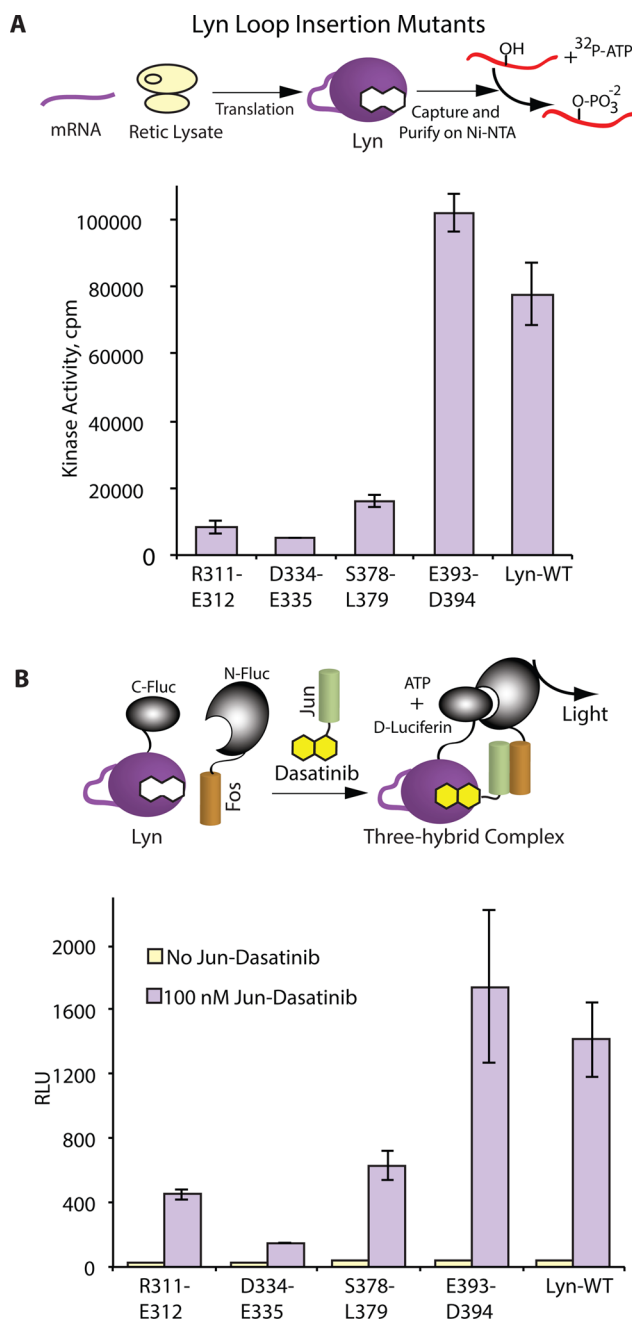 A
Lyn Loop Insertion Mutants
OH
+ ³²P-ATP
mRNA
Retic Lysate
Translation
Lyn
Capture and
Purify on Ni-NTA
O-PO₃⁻²
Kinase Activity, cpm
100000
80000
60000
40000
20000
0
R311-
E312
D334-
E335
S378-
L379
E393-
D394
Lyn-WT
B
C-Fluc
N-Fluc
Lyn
Fos
Jun
Dasatinib
ATP
+
D-Luciferin
Light
Three-hybrid Complex
RLU
2000
1600
1200
800
400
0
No Jun-Dasatinib
100 nM Jun-Dasatinib
R311-
E312
D334-
E335
S378-
L379
E393-
D394
Lyn-WT